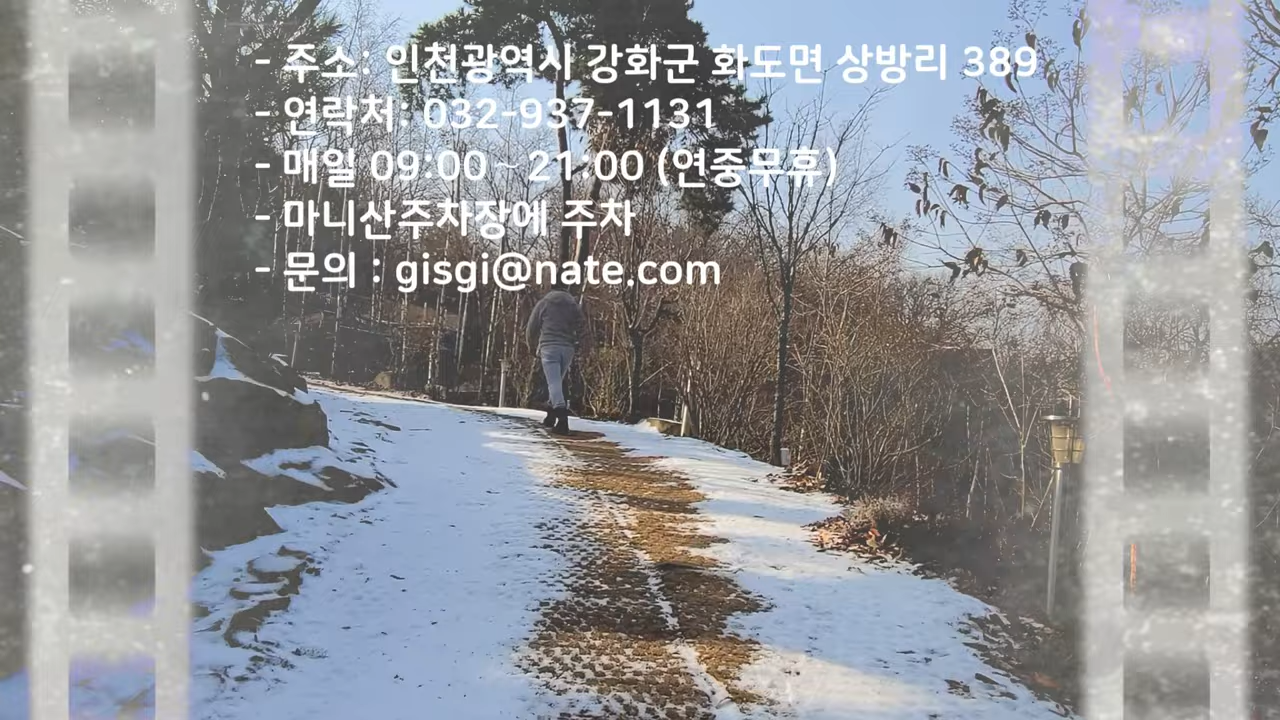 - 주소: 인천광역시 강화군 화도면 상방리 389
- 연락처: 032-937-1131
- 매일 09:00 ~ 21:00 (연중무휴)
- 마니산주차장에 주차
- 문의 : gisgi@nate.com